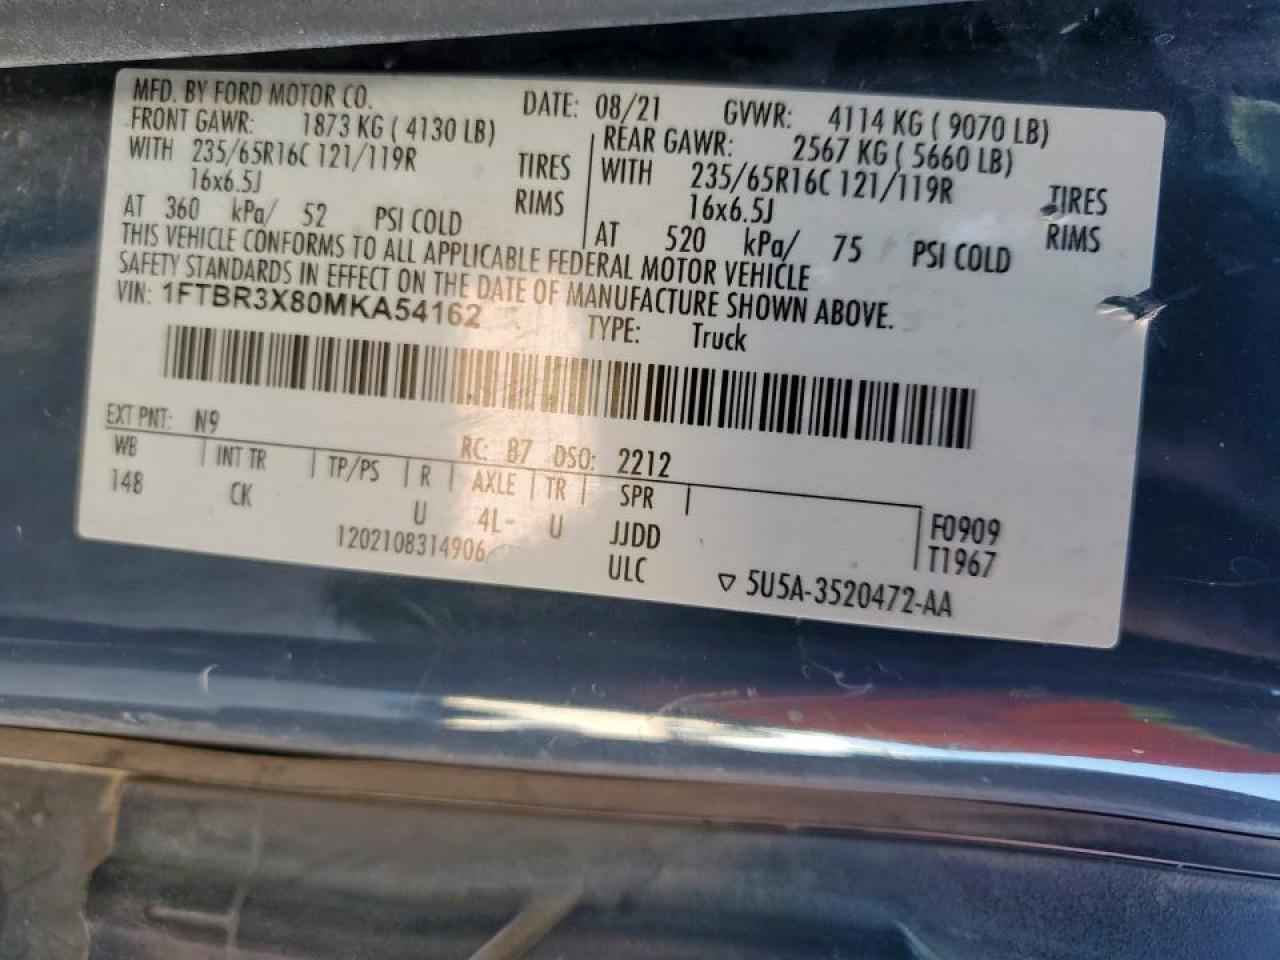 MFD. BY FORD MOTOR CO. DATE: 08/21 GVWR: 4114 KG ( 9070 LB)
FRONT GAWR: 1873 KG ( 4130 LB) REAR GAWR: 2567 KG ( 5660 LB)
WITH 235/65R16C 121/119R TIRES WITH 235/65R16C 121/119R TIRES
16x6.5J RIMS 16x6.5J RIMS
AT 360 kPa/ 52 PSI COLD AT 520 kPa/ 75 PSI COLD
THIS VEHICLE CONFORMS TO ALL APPLICABLE FEDERAL MOTOR VEHICLE
SAFETY STANDARDS IN EFFECT ON THE DATE OF MANUFACTURE SHOWN ABOVE.
VIN: 1FTBR3X80MKA54162 TYPE: Truck
EXT PNT: N9 RC: 87 DSO: 2212
WB INT TR TP/PS R AXLE TR SPR
148 CK U 4L- U JJDD F0909
1202108314906 ULC T1967
▽ 5U5A-3520472-AA